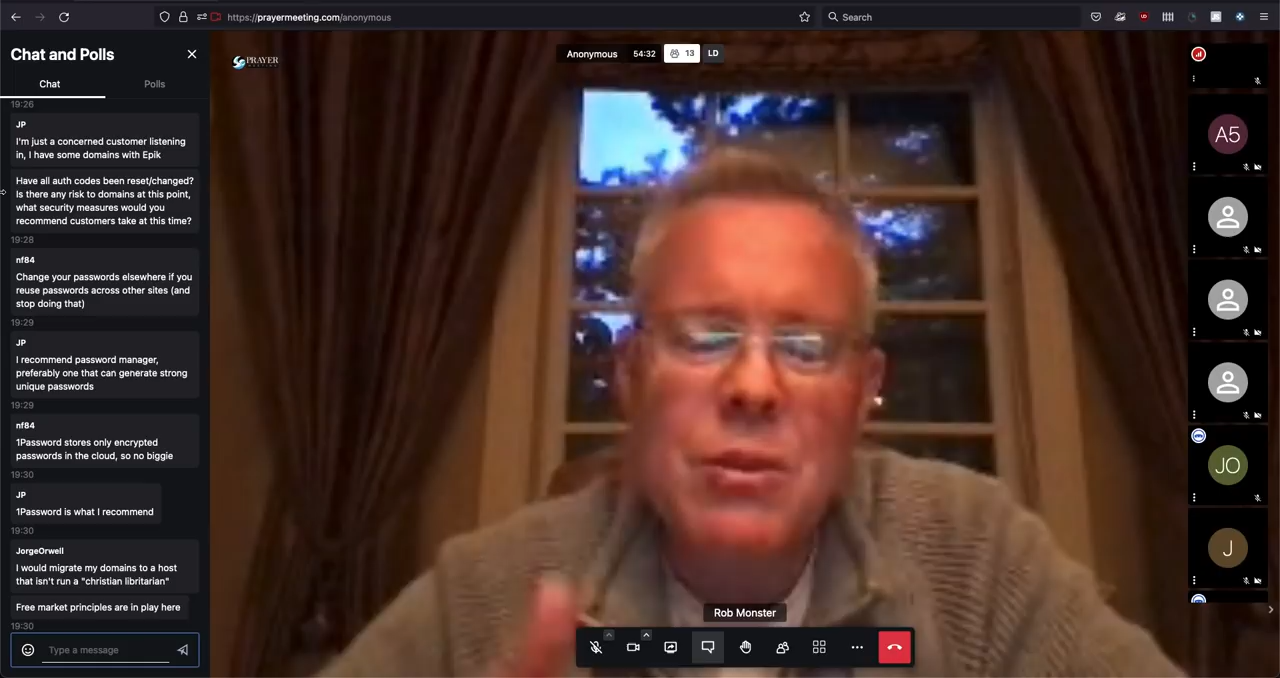 https://prayermeeting.com/anonymous
Search
Chat and Polls
Chat
Polls
19:26
JP
I'm just a concerned customer listening
in, I have some domains with Epik
Have all auth codes been reset/changed?
Is there any risk to domains at this point,
what security measures would you
recommend customers take at this time?
19:28
nf84
Change your passwords elsewhere if you
reuse passwords across other sites (and
stop doing that)
19:29
JP
I recommend password manager,
preferably one that can generate strong
unique passwords
19:29
nf84
1Password stores only encrypted
passwords in the cloud, so no biggie
19:30
JP
1Password is what I recommend
19:30
JorgeOrwell
I would migrate my domains to a host
that isn't run a "christian libritarian"
Free market principles are in play here
19:30
Type a message
PRAYER
Anonymous
54:32
13
LD
Rob Monster
A5
JO
J